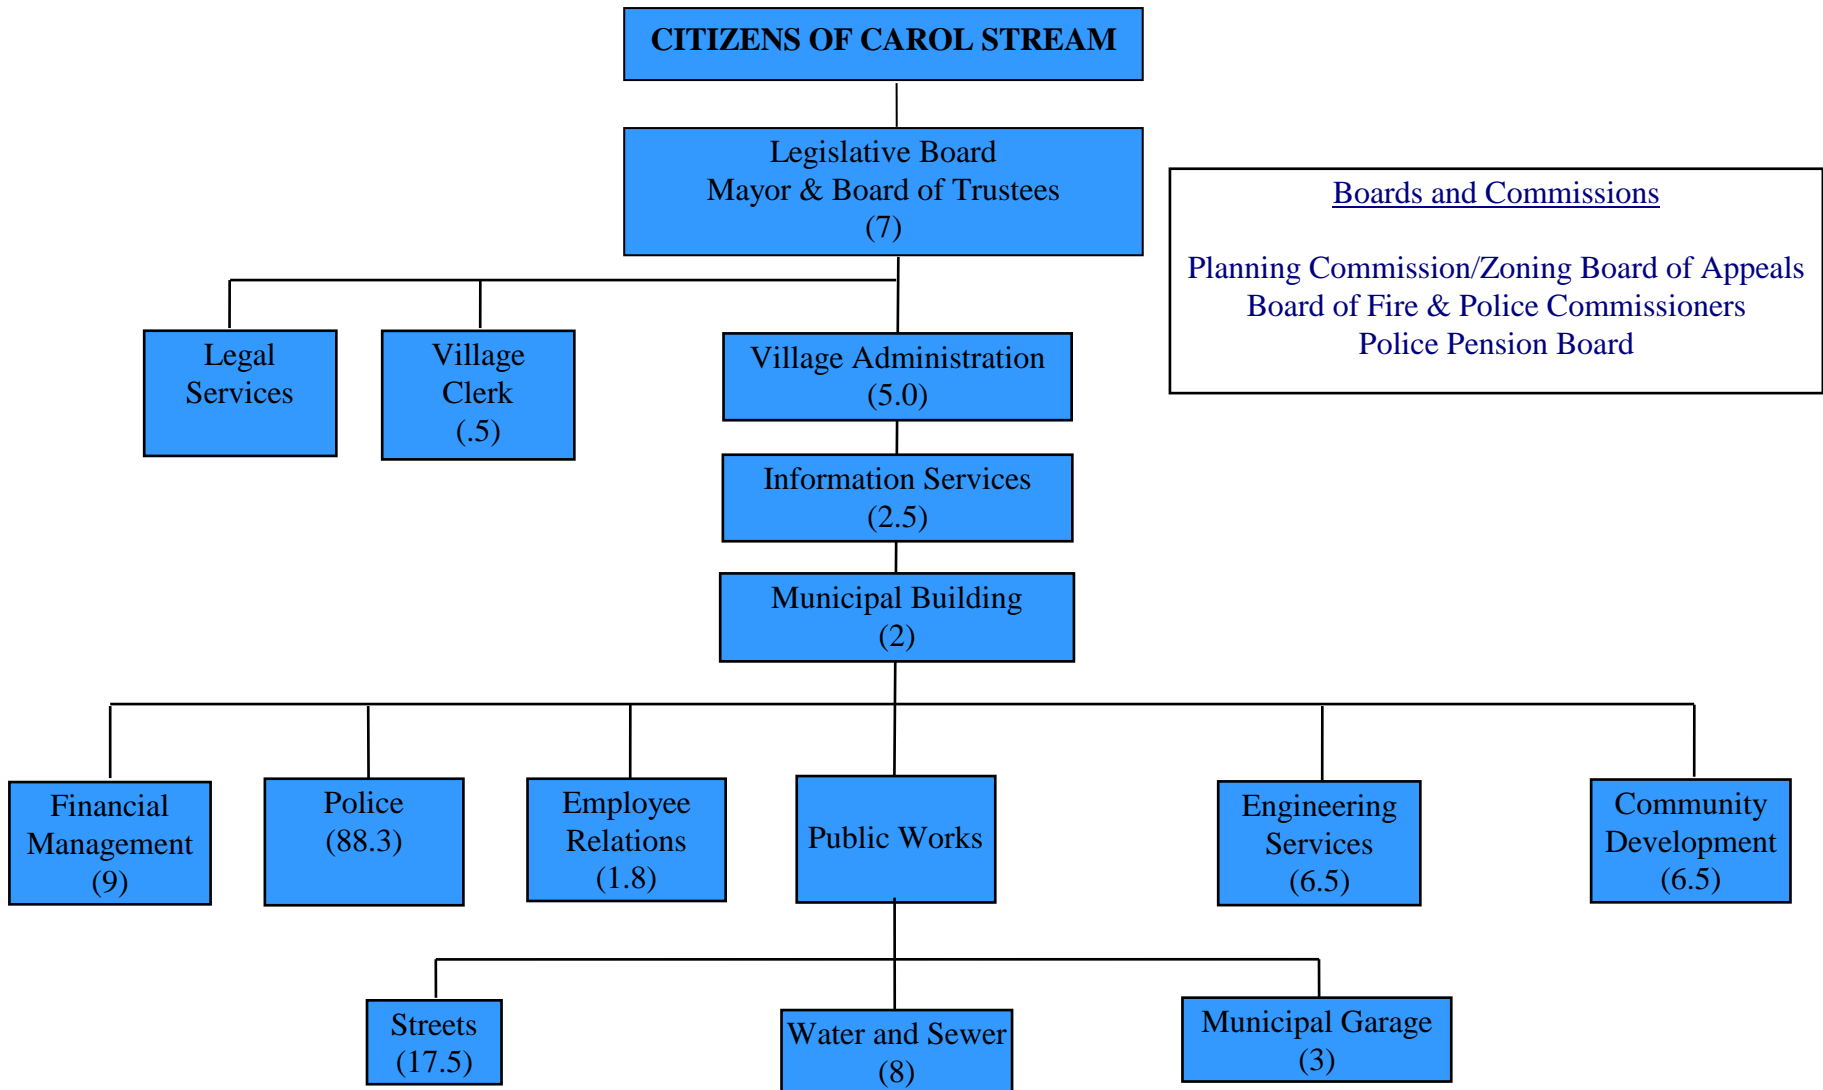 CITIZENS OF CAROL STREAM
Legislative Board
Mayor & Board of Trustees
(7)
Boards and Commissions
Planning Commission/Zoning Board of Appeals
Board of Fire & Police Commissioners
Police Pension Board
Legal
Services
Village
Clerk
(.5)
Village Administration
(5.0)
Information Services
(2.5)
Municipal Building
(2)
Financial
Management
(9)
Police
(88.3)
Employee
Relations
(1.8)
Public Works
Engineering
Services
(6.5)
Community
Development
(6.5)
Streets
(17.5)
Water and Sewer
(8)
Municipal Garage
(3)